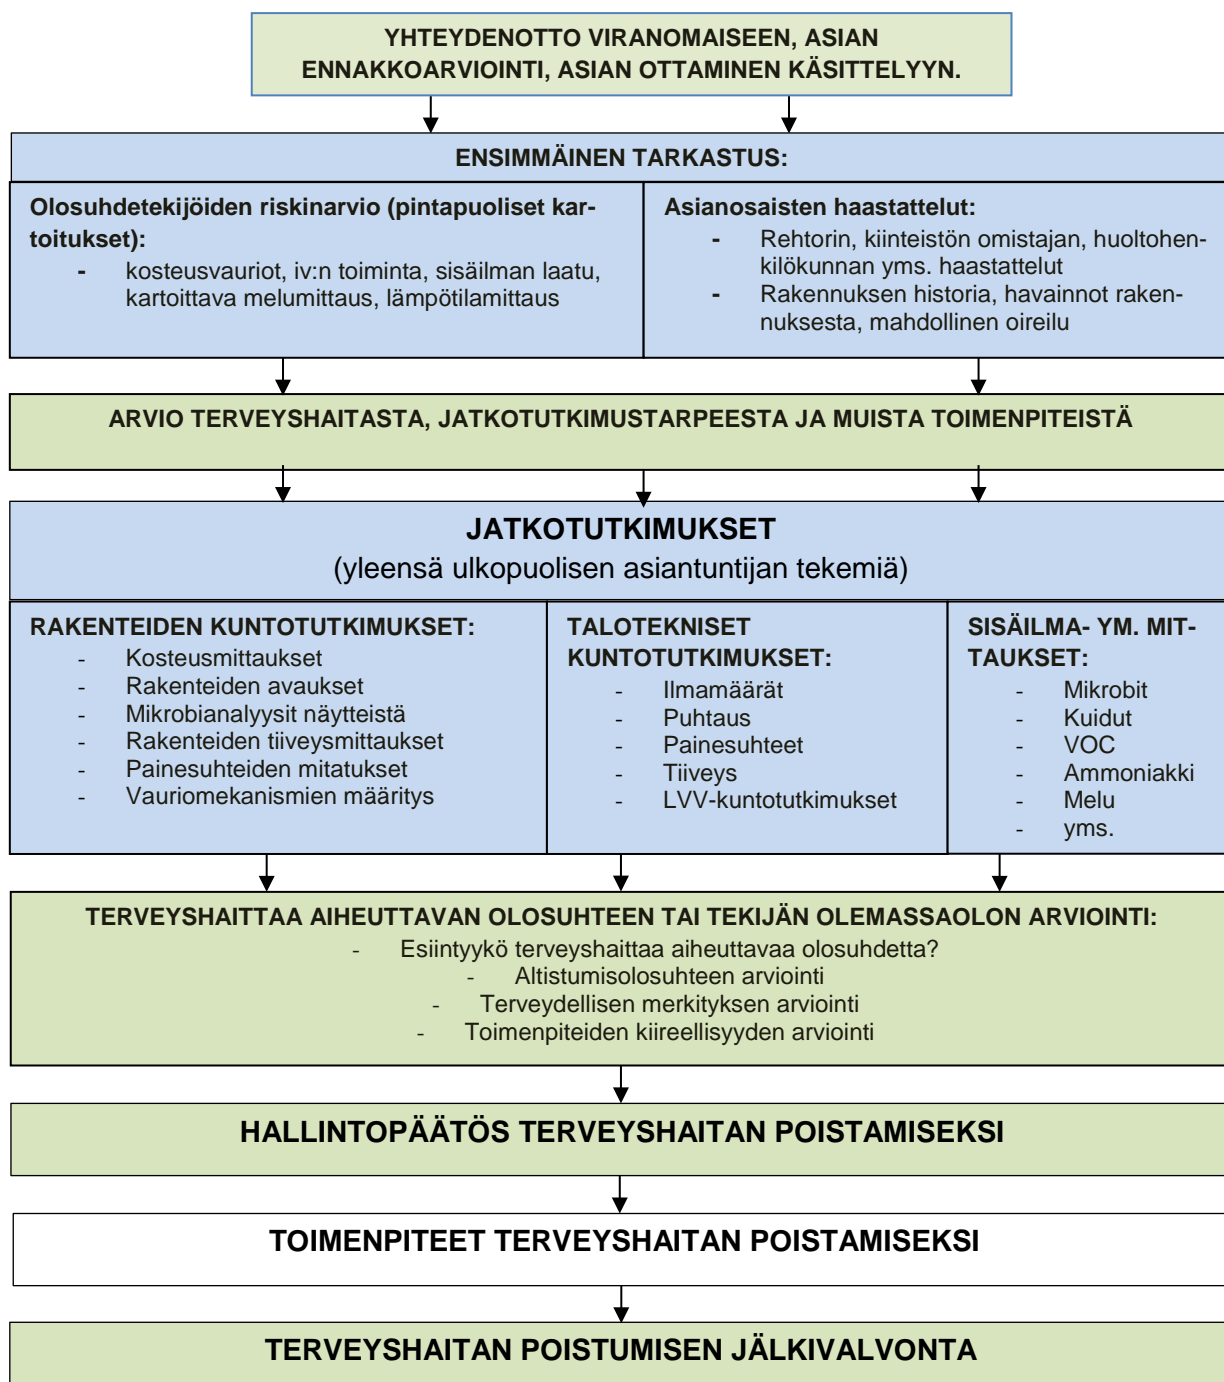 YHTEYDENOTTO VIRANOMAISEEN, ASIAN
ENNAKKOARVIOINTI, ASIAN OTTAMINEN KÄSITTELYYN.
ENSIMMÄINEN TARKASTUS:
Olosuhdetekijöiden riskinarvio (pintapuoliset kar-
toitukset):
- kosteusvauriot, iv:n toiminta, sisäilman laatu,
kartoittava melumittaus, lämpötilamittaus
Asianosaisten haastattelut:
- Rehtorin, kiinteistön omistajan, huoltohen-
kilökunnan yms. haastattelut
- Rakennuksen historia, havainnot raken-
nuksesta, mahdollinen oireilu
ARVIO TERVEYSHAITASTA, JATKOTUTKIMUSTARPEESTA JA MUISTA TOIMENPITEISTÄ
JATKOTUTKIMUKSET
(yleensä ulkopuolisen asiantuntijan tekemiä)
RAKENTEIDEN KUNTOTUTKIMUKSET:
- Kosteusmittaukset
- Rakenteiden avaukset
- Mikrobianalyysit näytteistä
- Rakenteiden tiiveysmittaukset
- Painesuhteiden mitatukset
- Vauriomekanismien määritys
TALOTEKNISET
KUNTOTUTKIMUKSET:
- Ilmamäärät
- Puhtaus
- Painesuhteet
- Tiiveys
- LVV-kuntotutkimukset
SISÄILMA- YM. MIT-
TAUKSET:
- Mikrobit
- Kuidut
- VOC
- Ammoniakki
- Melu
- yms.
TERVEYSHAITTAA AIHEUTTAVAN OLOSUHTEEN TAI TEKIJÄN OLEMASSAOLON ARVIOINTI:
- Esiintyykö terveyshaittaa aiheuttavaa olosuhdetta?
- Altistumisolosuhteen arviointi
- Terveydellisen merkityksen arviointi
- Toimenpiteiden kiireellisyyden arviointi
HALLINTOPÄÄTÖS TERVEYSHAITAN POISTAMISEKSI
TOIMENPITEET TERVEYSHAITAN POISTAMISEKSI
TERVEYSHAITAN POISTUMISEN JÄLKIVALVONTA